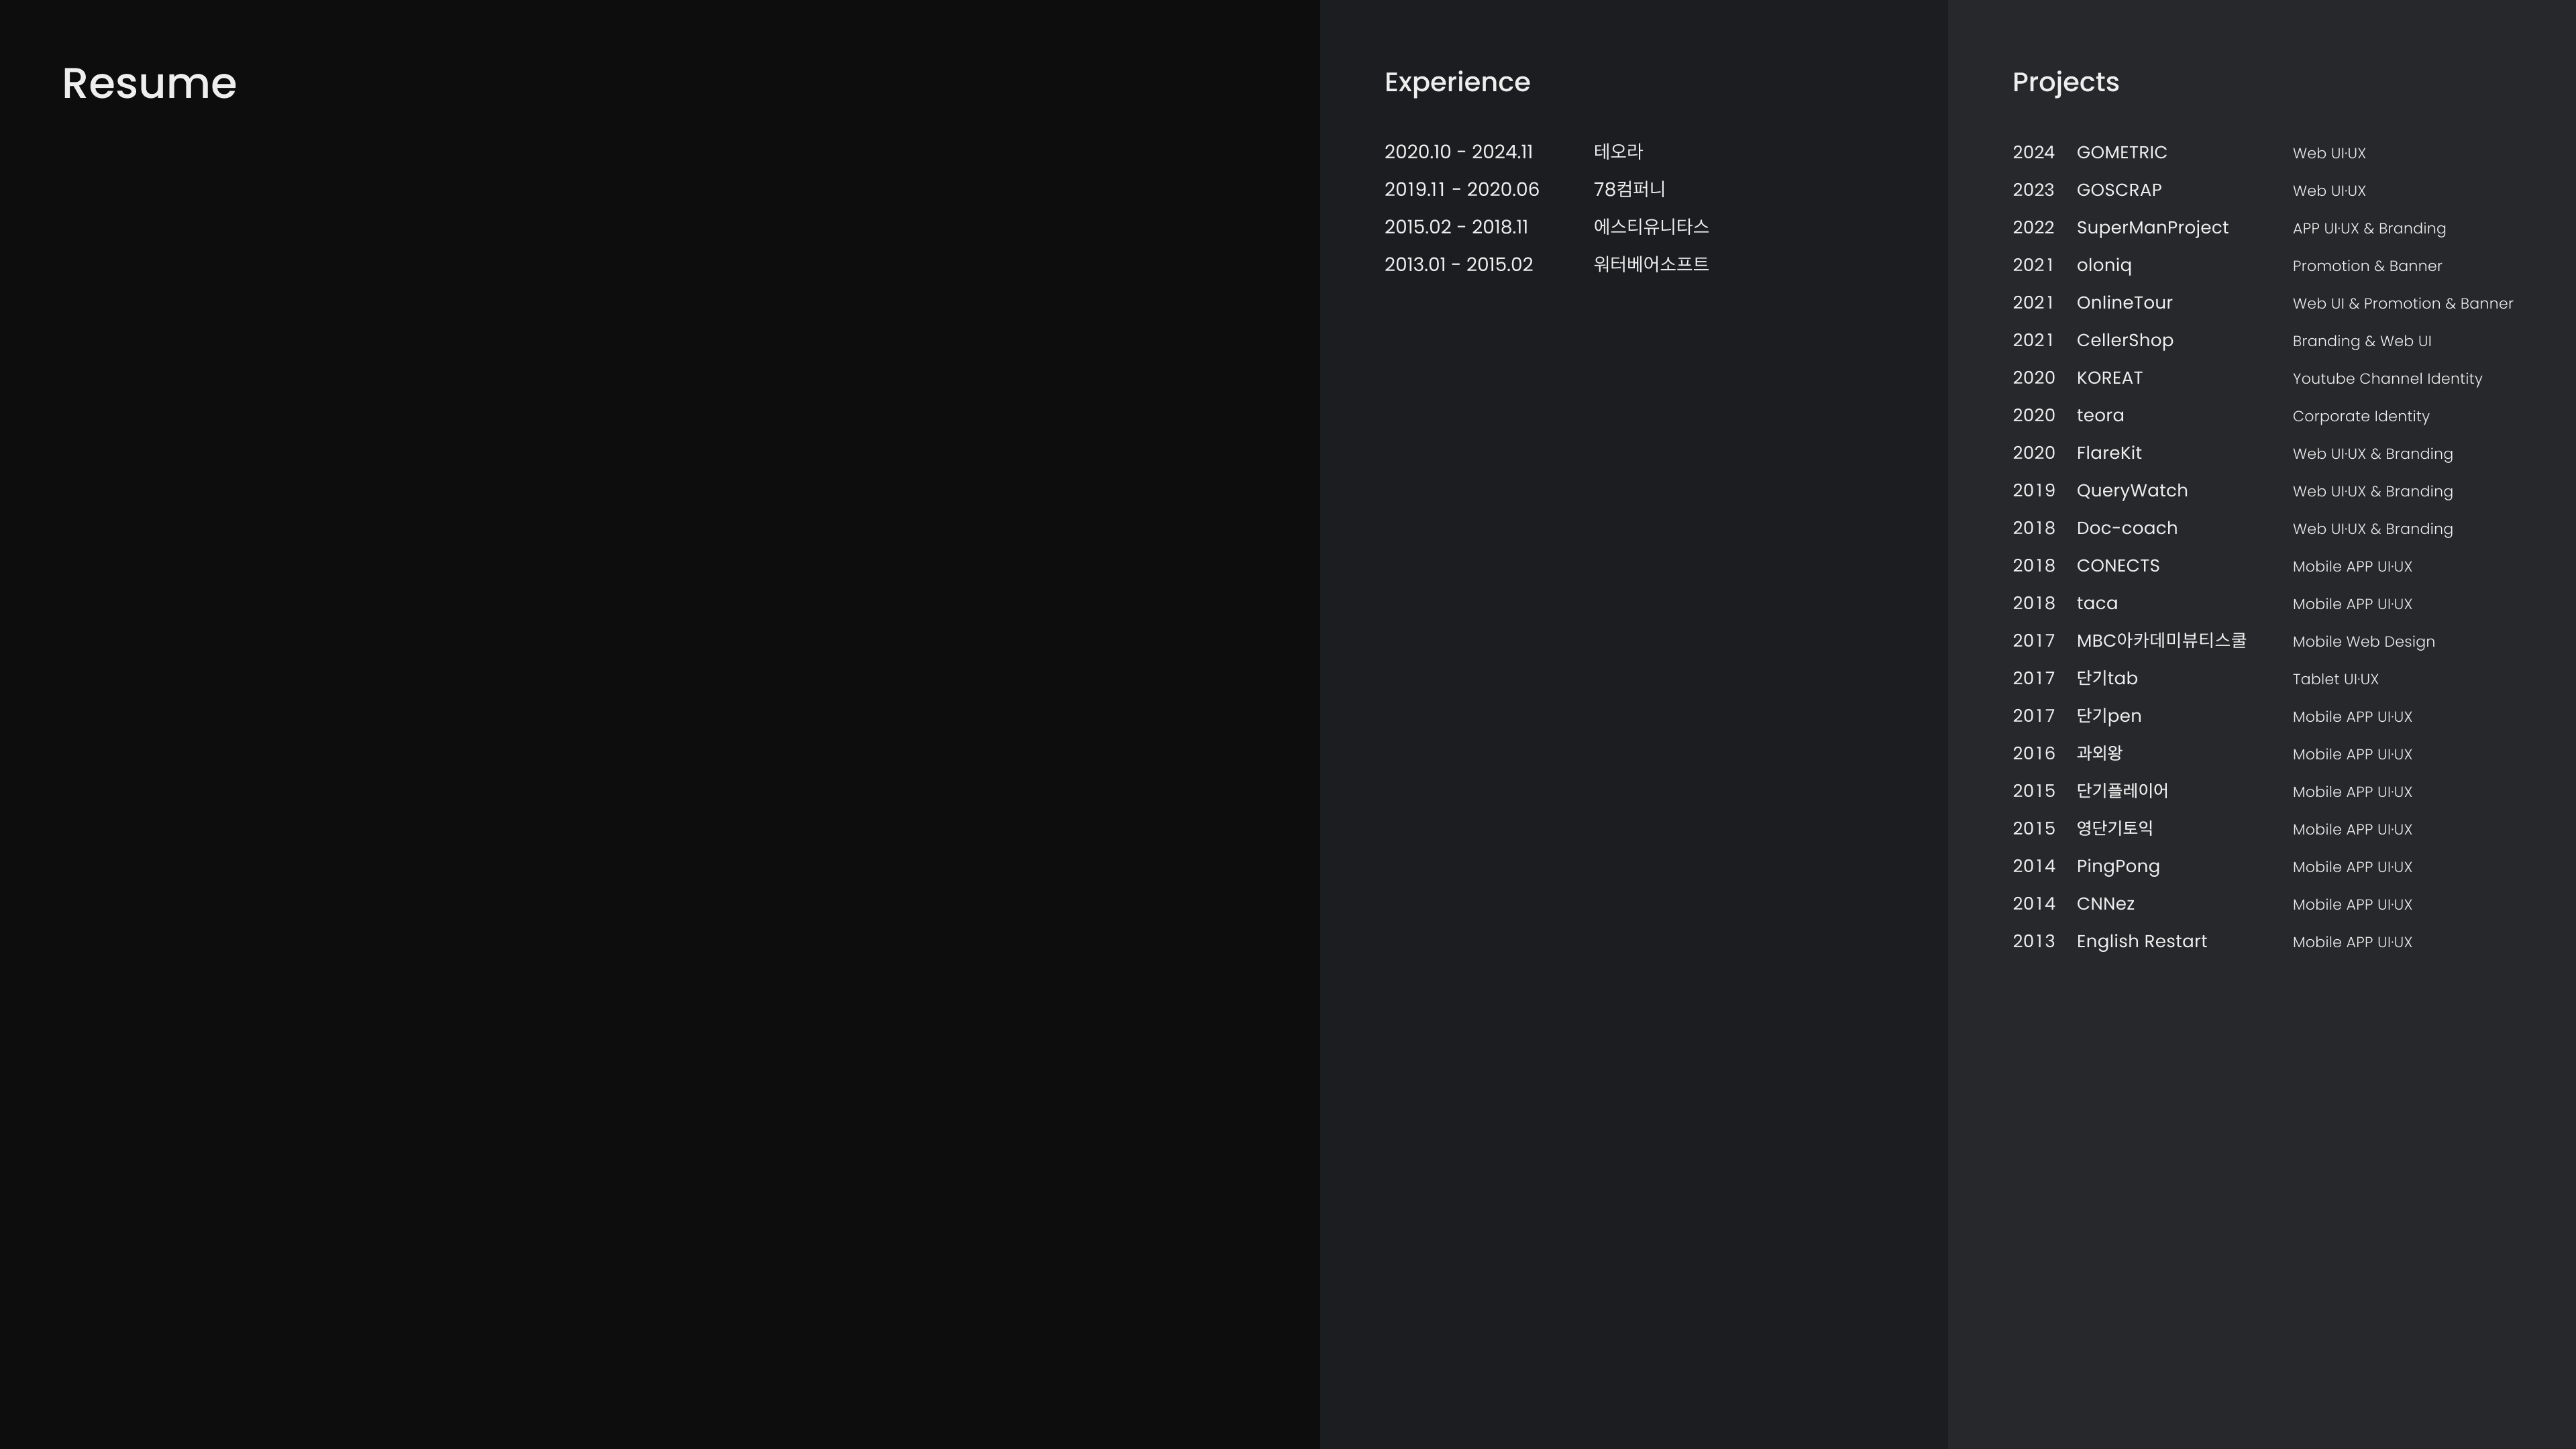 Resume
Experience
2020.10 - 2024.11 테오라
2019.11 - 2020.06 78컴퍼니
2015.02 - 2018.11 에스티유니타스
2013.01 - 2015.02 워터베어소프트
Projects
2024 GOMETRIC Web UI·UX
2023 GOSCRAP Web UI·UX
2022 SuperManProject APP UI·UX & Branding
2021 oloniq Promotion & Banner
2021 OnlineTour Web UI & Promotion & Banner
2021 CellerShop Branding & Web UI
2020 KOREAT Youtube Channel Identity
2020 teora Corporate Identity
2020 FlareKit Web UI·UX & Branding
2019 QueryWatch Web UI·UX & Branding
2018 Doc-coach Web UI·UX & Branding
2018 CONECTS Mobile APP UI·UX
2018 taca Mobile APP UI·UX
2017 MBC아카데미뷰티스쿨 Mobile Web Design
2017 단기tab Tablet UI·UX
2017 단기pen Mobile APP UI·UX
2016 과외왕 Mobile APP UI·UX
2015 단기플레이어 Mobile APP UI·UX
2015 영단기토익 Mobile APP UI·UX
2014 PingPong Mobile APP UI·UX
2014 CNNez Mobile APP UI·UX
2013 English Restart Mobile APP UI·UX